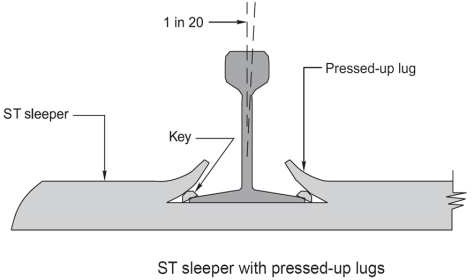 1 in 20
Pressed-up lug
ST sleeper
Key
ST sleeper with pressed-up lugs